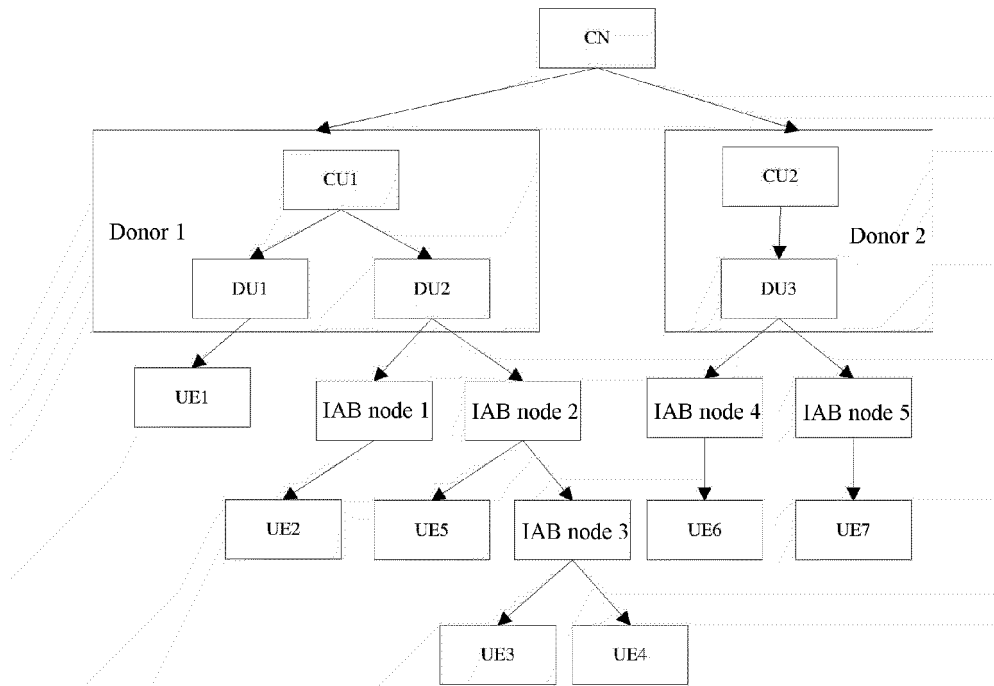 CN
CU1
CU2
Donor 1
Donor 2
DU1
DU2
DU3
UE1
IAB node 1
IAB node 2
IAB node 4
IAB node 5
UE2
UE5
IAB node 3
UE6
UE7
UE3
UE4